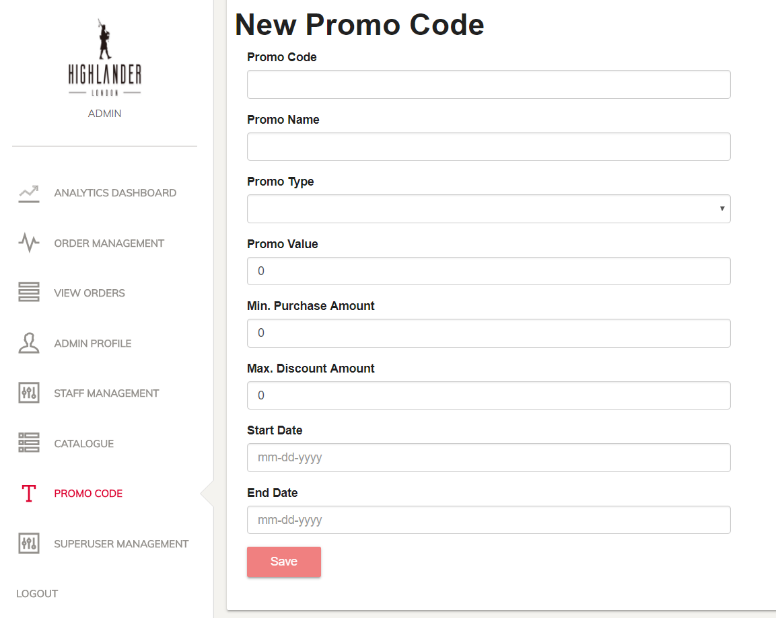 HIGHLANDER
LONDON
ADMIN
ANALYTICS DASHBOARD
ORDER MANAGEMENT
VIEW ORDERS
ADMIN PROFILE
STAFF MANAGEMENT
CATALOGUE
PROMO CODE
SUPERUSER MANAGEMENT
LOGOUT
New Promo Code
Promo Code
Promo Name
Promo Type
Promo Value
0
Min. Purchase Amount
0
Max. Discount Amount
0
Start Date
mm-dd-yyyy
End Date
mm-dd-yyyy
Save